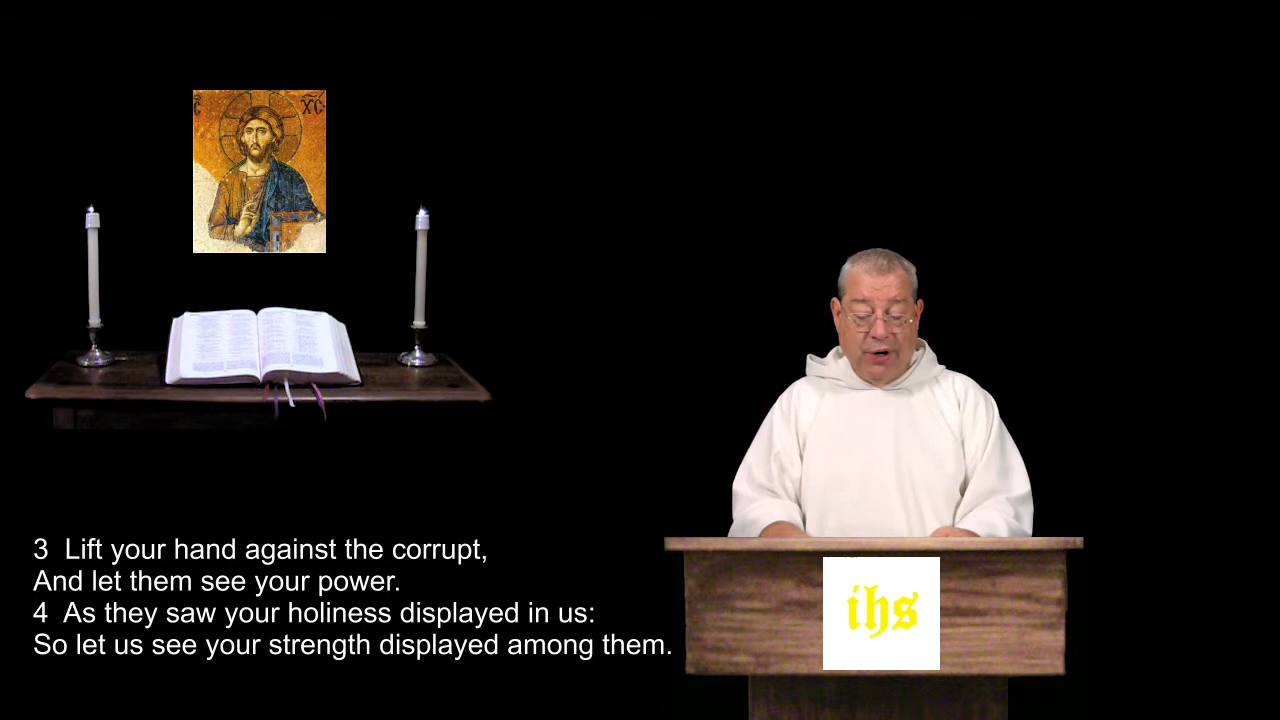 ΧC
3 Lift your hand against the corrupt,
And let them see your power.
4 As they saw your holiness displayed in us:
So let us see your strength displayed among them.
ihs